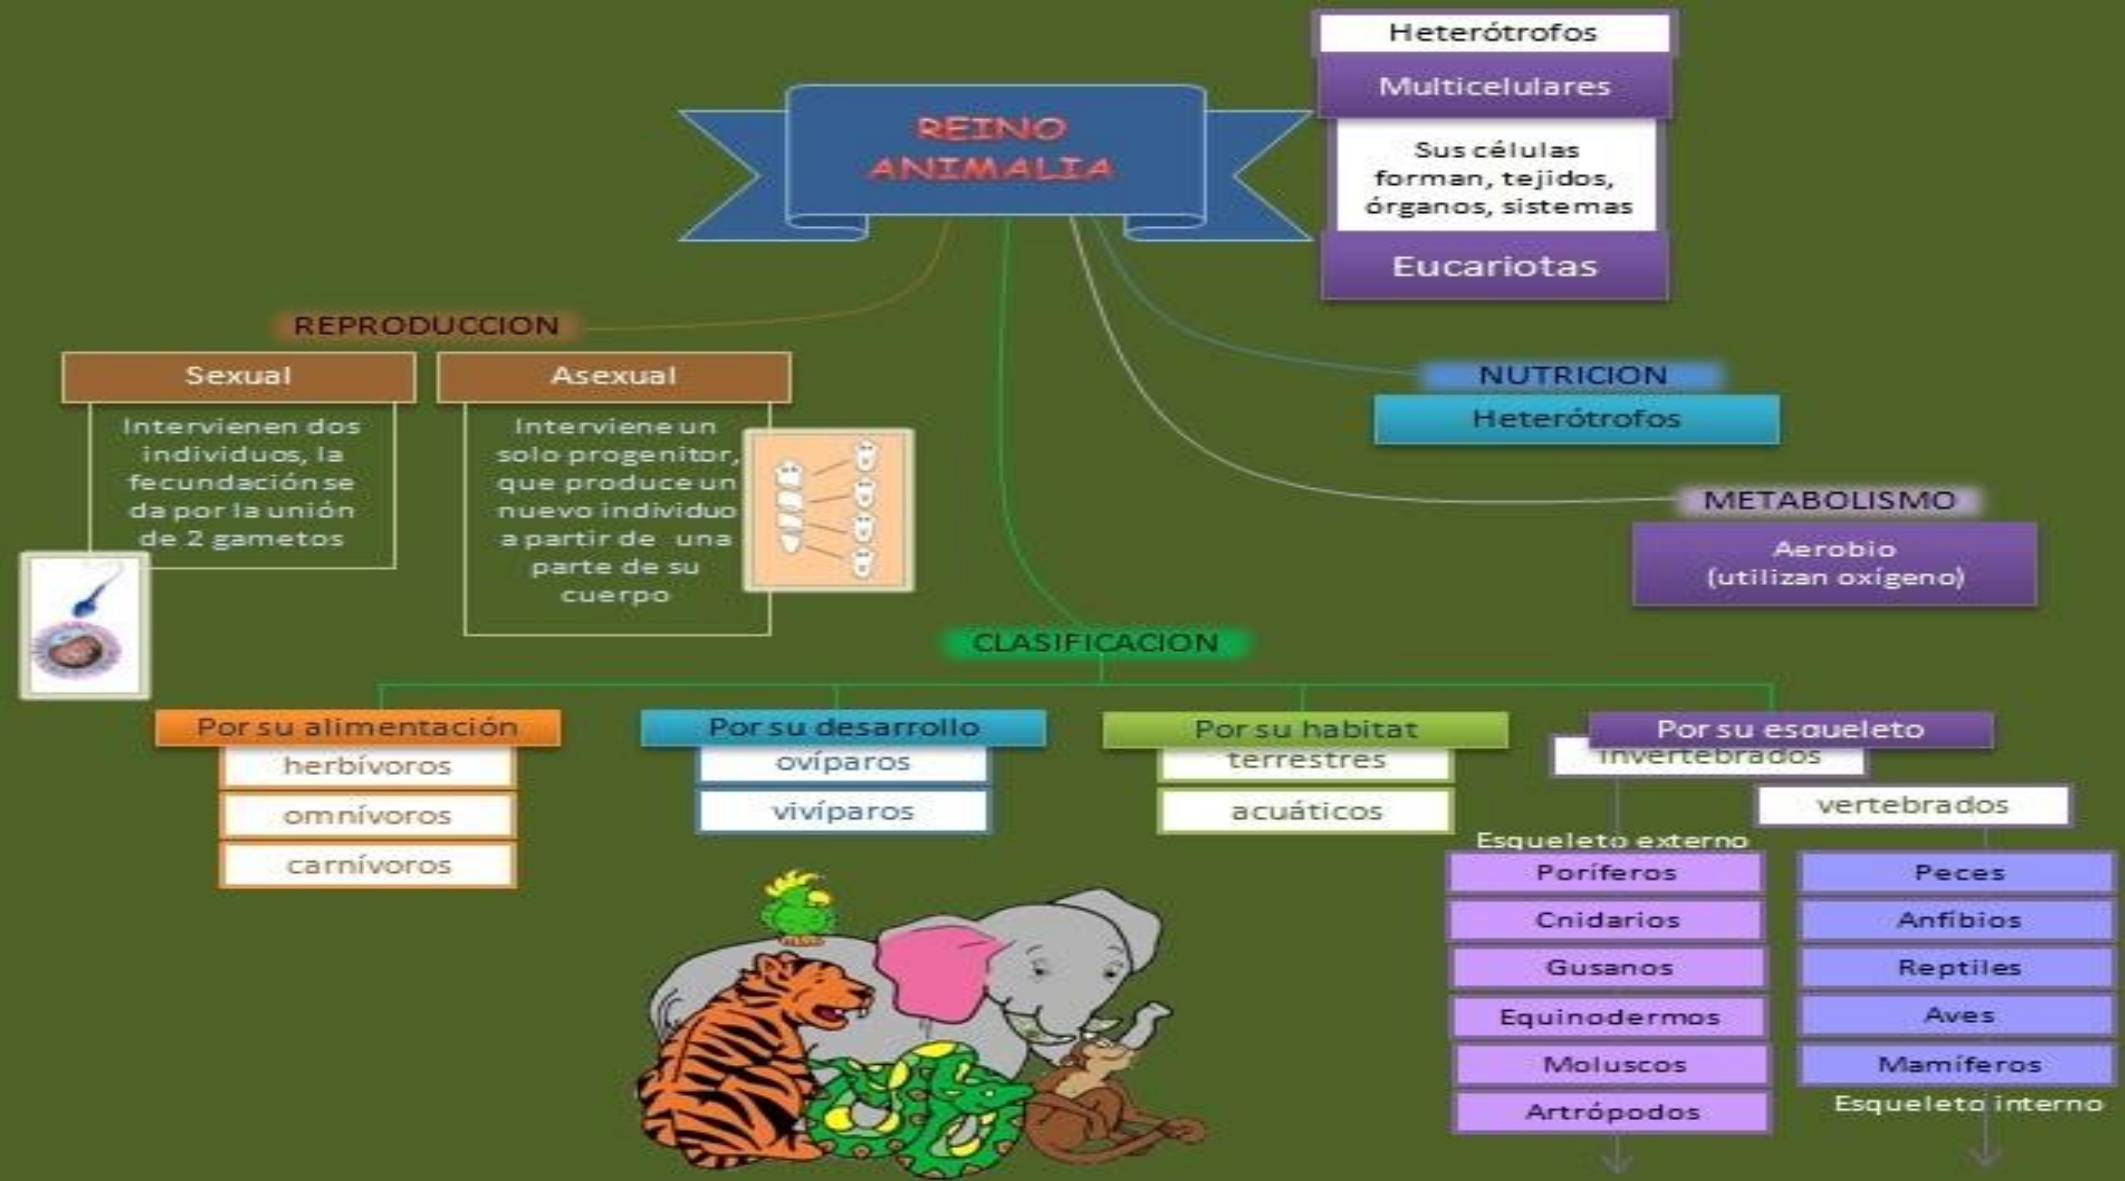 REINO
ANIMALIA
Heterótrofos
Multicelulares
Sus células
forman, tejidos,
órganos, sistemas
Eucariotas
REPRODUCCION
Sexual
Intervienen dos
individuos, la
fecundación se
da por la unión
de 2 gametos
Asexual
Interviene un
solo progenitor,
que produce un
nuevo individuo
a partir de una
parte de su
cuerpo
NUTRICION
Heterótrofos
METABOLISMO
Aerobio
(utilizan oxígeno)
CLASIFICACION
Por su alimentación
herbívoros
omnívoros
carnívoros
Por su desarrollo
ovíparos
vivíparos
Por su habitat
terrestres
acuáticos
Por su esqueleto
invertebrados
Esqueleto externo
Poríferos
Cnidarios
Gusanos
Equinodermos
Moluscos
Artrópodos
vertebrados
Peces
Anfibios
Reptiles
Aves
Mamíferos
Esqueleto interno